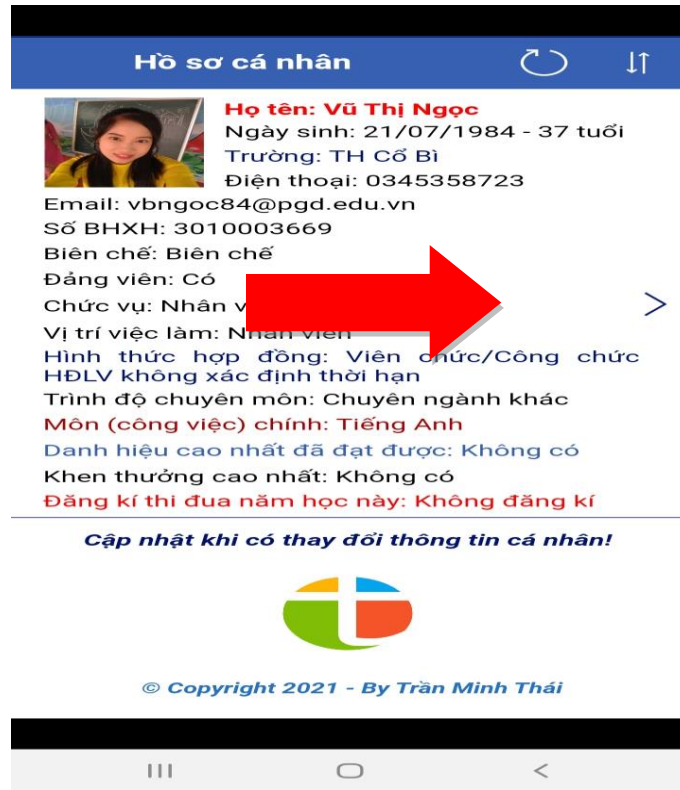 Hồ sơ cá nhân
Họ tên: Vũ Thị Ngọc
Ngày sinh: 21/07/1984 - 37 tuổi
Trường: TH Cổ Bì
Điện thoại: 0345358723
Email: vbngoc84@pgd.edu.vn
Số BHXH: 3010003669
Biên chế: Biên chế
Đảng viên: Có
Chức vụ: Nhân
Vị trí việc làm: Nhân viên
Hình thức hợp đồng: Viên chức/Công chức
HĐLV không xác định thời hạn
Trình độ chuyên môn: Chuyên ngành khác
Môn (công việc) chính: Tiếng Anh
Danh hiệu cao nhất đã đạt được: Không có
Khen thưởng cao nhất: Không có
Đăng kí thi đua năm học này: Không đăng kí
Cập nhật khi có thay đổi thông tin cá nhân!
© Copyright 2021 - By Trần Minh Thái